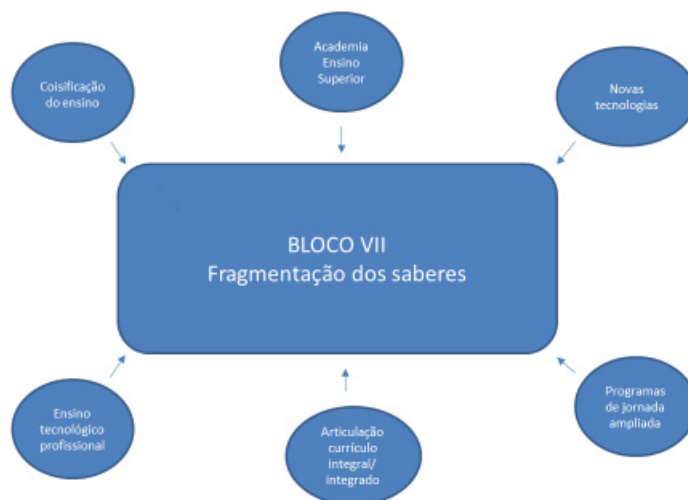 Academia
Ensino
Superior
Coisificação
do ensino
Novas
tecnologias
BLOCO VII
Fragmentação dos saberes
Ensino
tecnológico
profissional
Articulação
currículo
integral/
integrado
Programas
de jornada
ampliada